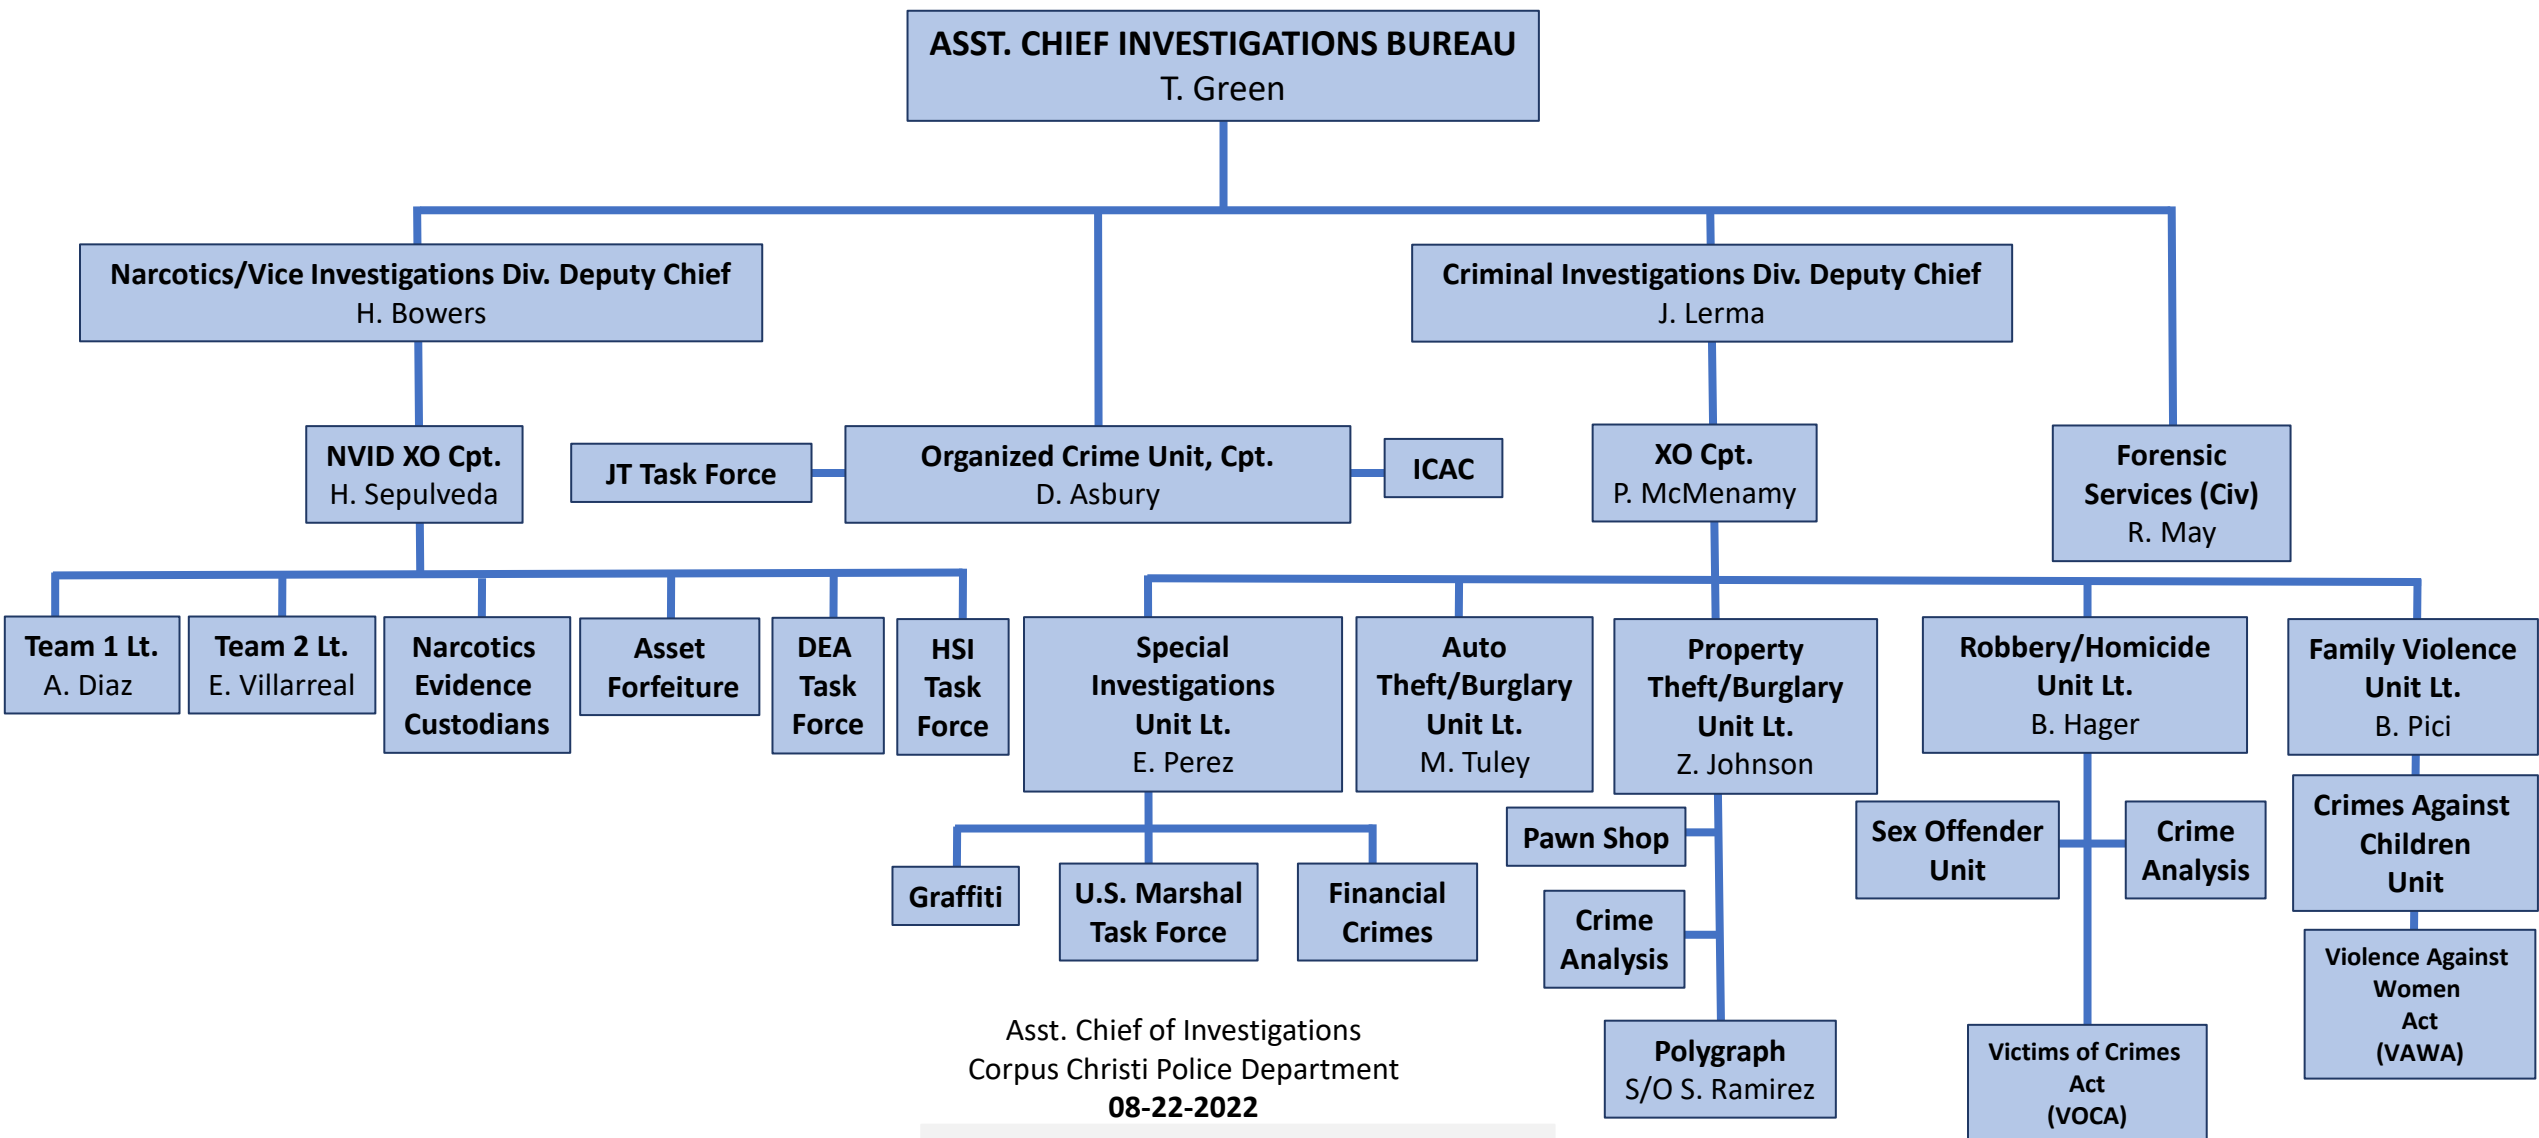 ASST. CHIEF INVESTIGATIONS BUREAU
T. Green
Narcotics/Vice Investigations Div. Deputy Chief
H. Bowers
Criminal Investigations Div. Deputy Chief
J. Lerma
NVID XO Cpt.
H. Sepulveda
JT Task Force
Organized Crime Unit, Cpt.
D. Asbury
ICAC
XO Cpt.
P. McMenamy
Forensic
Services (Civ)
R. May
Team 1 Lt.
A. Diaz
Team 2 Lt.
E. Villarreal
Narcotics
Evidence
Custodians
Asset
Forfeiture
DEA
Task
Force
HSI
Task
Force
Special
Investigations
Unit Lt.
E. Perez
Auto
Theft/Burglary
Unit Lt.
M. Tuley
Property
Theft/Burglary
Unit Lt.
Z. Johnson
Robbery/Homicide
Unit Lt.
B. Hager
Family Violence
Unit Lt.
B. Pici
Graffiti
U.S. Marshal
Task Force
Financial
Crimes
Pawn Shop
Crime
Analysis
Polygraph
S/O S. Ramirez
Sex Offender
Unit
Crime
Analysis
Victims of Crimes
Act
(VOCA)
Crimes Against
Children
Unit
Violence Against
Women
Act
(VAWA)
Asst. Chief of Investigations
Corpus Christi Police Department
08-22-2022